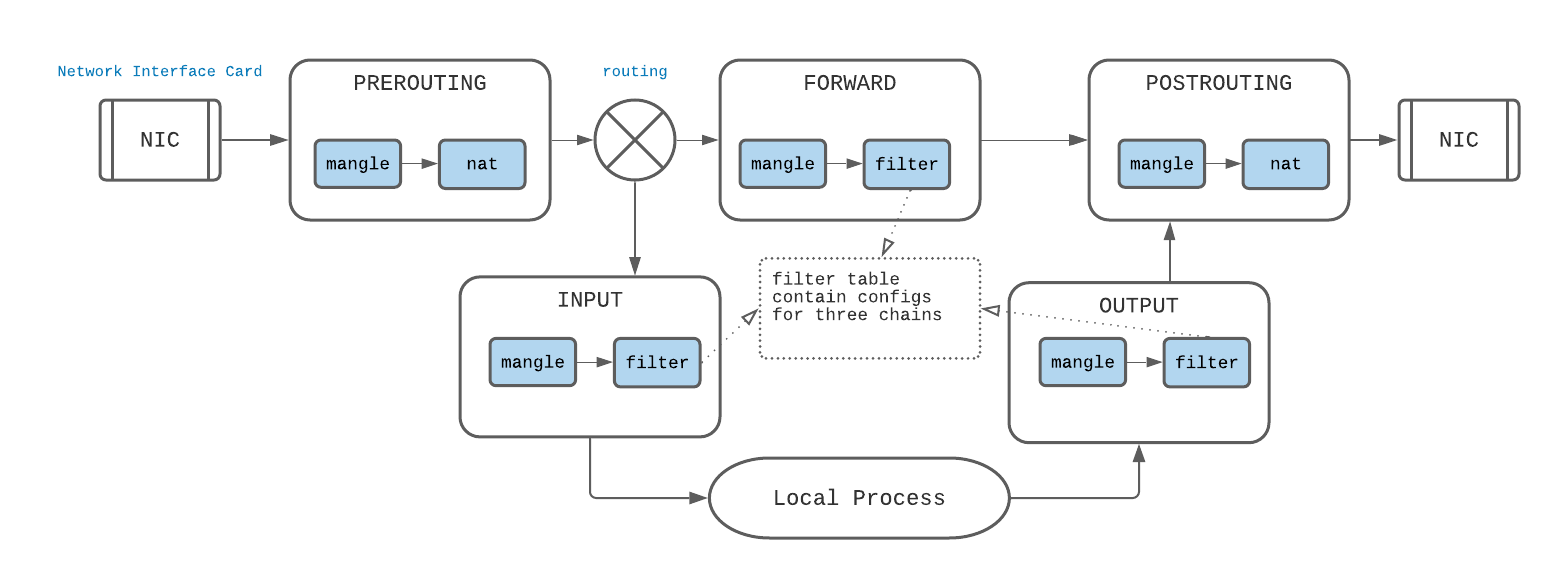 Network Interface Card
NIC
PREROUTING
mangle
nat
routing
FORWARD
mangle
filter
POSTROUTING
mangle
nat
NIC
INPUT
mangle
filter
filter table
contain configs
for three chains
OUTPUT
mangle
filter
Local Process